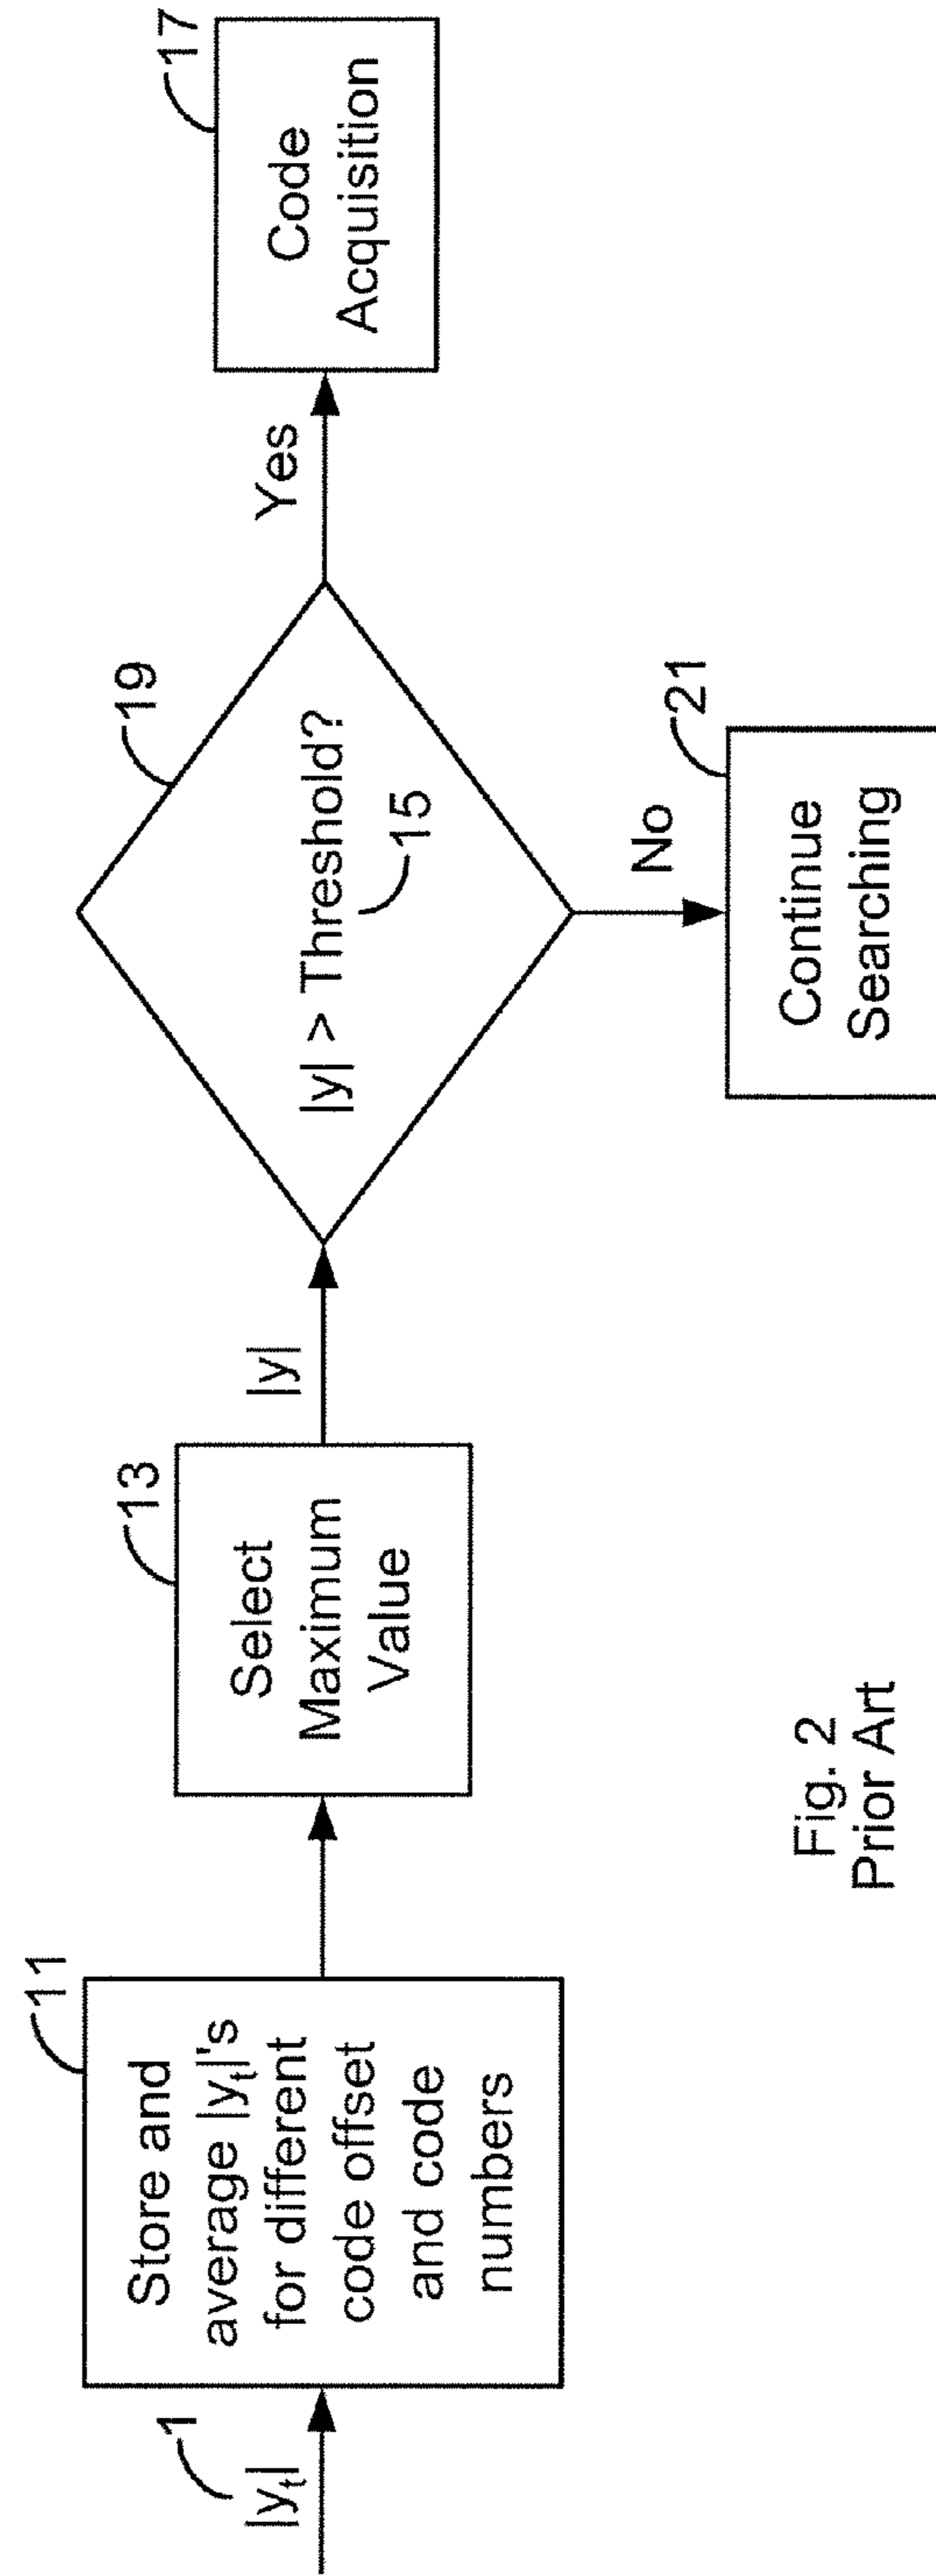 1
|yₜ|
11
Store and
average |yₜ|'s
for different
code offset
and code
numbers
13
Select
Maximum
Value
|y|
19
|y| > Threshold?
15
Yes
17
Code
Acquisition
No
21
Continue
Searching
Fig. 2
Prior Art